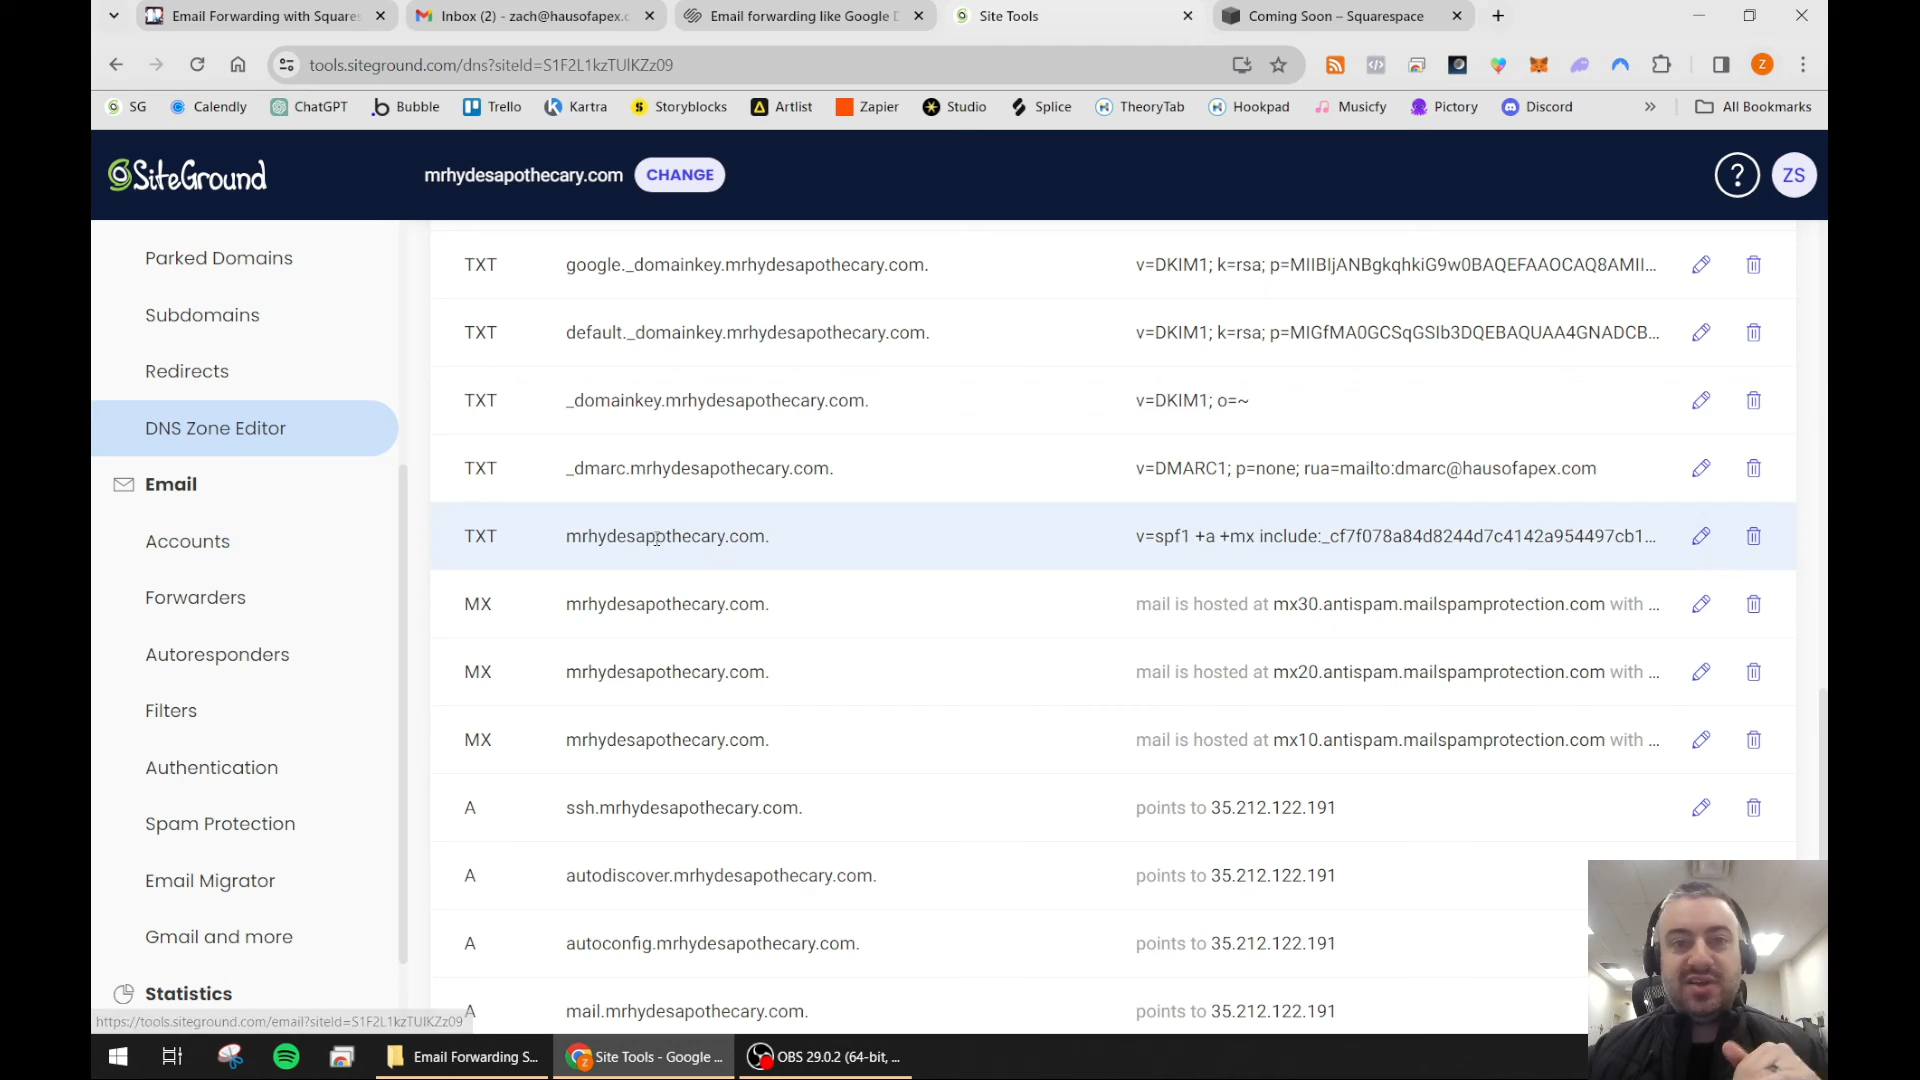 Email Forwarding with Squares
Inbox (2) - zach@hausofapex.c
Email forwarding like Google D
Site Tools
Coming Soon – Squarespace
tools.siteground.com/dns?siteId=S1F2L1kzTUlKZz09
Z
SG
Calendly
ChatGPT
Bubble
Trello
Kartra
Storyblocks
Artlist
Zapier
Studio
Splice
TheoryTab
Hookpad
Musicfy
Pictory
Discord
All Bookmarks
SiteGround
mrhydesapothecary.com
CHANGE
?
ZS
Parked Domains
Subdomains
Redirects
DNS Zone Editor
Email
Accounts
Forwarders
Autoresponders
Filters
Authentication
Spam Protection
Email Migrator
Gmail and more
Statistics
TXT google._domainkey.mrhydesapothecary.com. v=DKIM1; k=rsa; p=MIIBIjANBgkqhkiG9w0BAQEFAAOCAQ8AMII...
TXT default._domainkey.mrhydesapothecary.com. v=DKIM1; k=rsa; p=MIGfMA0GCSqGSIb3DQEBAQUAA4GNADCB...
TXT _domainkey.mrhydesapothecary.com. v=DKIM1; o=~
TXT _dmarc.mrhydesapothecary.com. v=DMARC1; p=none; rua=mailto:dmarc@hausofapex.com
TXT mrhydesapothecary.com. v=spf1 +a +mx include:_cf7f078a84d8244d7c4142a954497cb1...
MX mrhydesapothecary.com. mail is hosted at mx30.antispam.mailspamprotection.com with ...
MX mrhydesapothecary.com. mail is hosted at mx20.antispam.mailspamprotection.com with ...
MX mrhydesapothecary.com. mail is hosted at mx10.antispam.mailspamprotection.com with ...
A ssh.mrhydesapothecary.com. points to 35.212.122.191
A autodiscover.mrhydesapothecary.com. points to 35.212.122.191
A autoconfig.mrhydesapothecary.com. points to 35.212.122.191
A mail.mrhydesapothecary.com. points to 35.212.122.191
https://tools.siteground.com/email?siteId=S1F2L1kzTUlKZz09
Email Forwarding S...
Site Tools - Google ...
OBS 29.0.2 (64-bit, ...